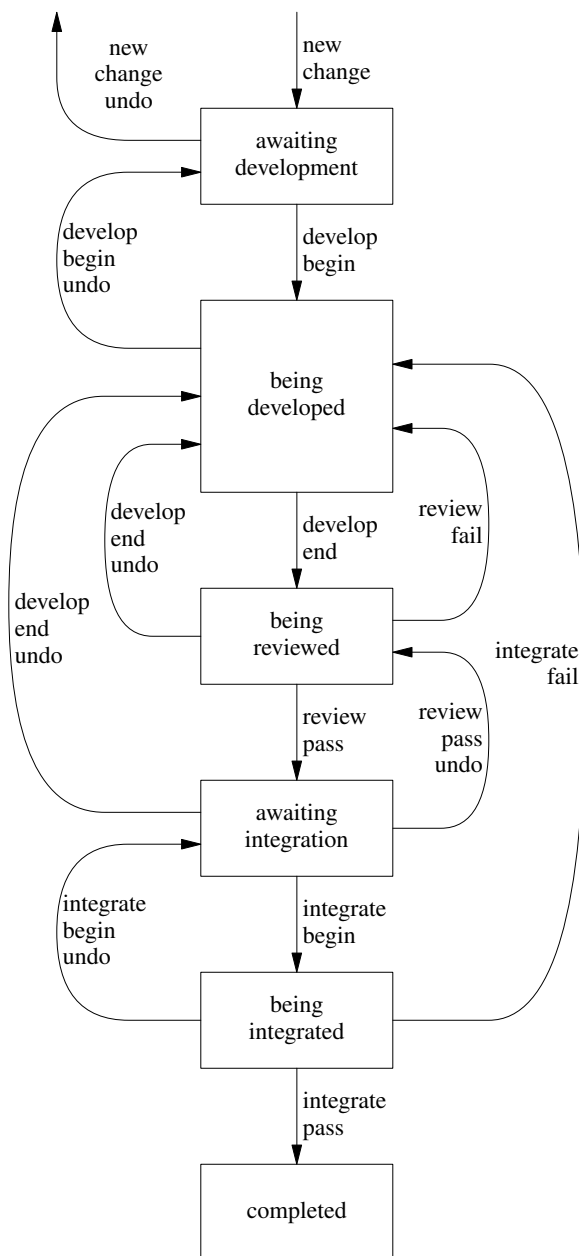 new
change
undo
new
change
awaiting
development
develop
begin
undo
develop
begin
being
developed
develop
end
undo
develop
end
review
fail
develop
end
undo
being
reviewed
integrate
fail
review
pass
review
pass
undo
awaiting
integration
integrate
begin
undo
integrate
begin
being
integrated
integrate
pass
completed